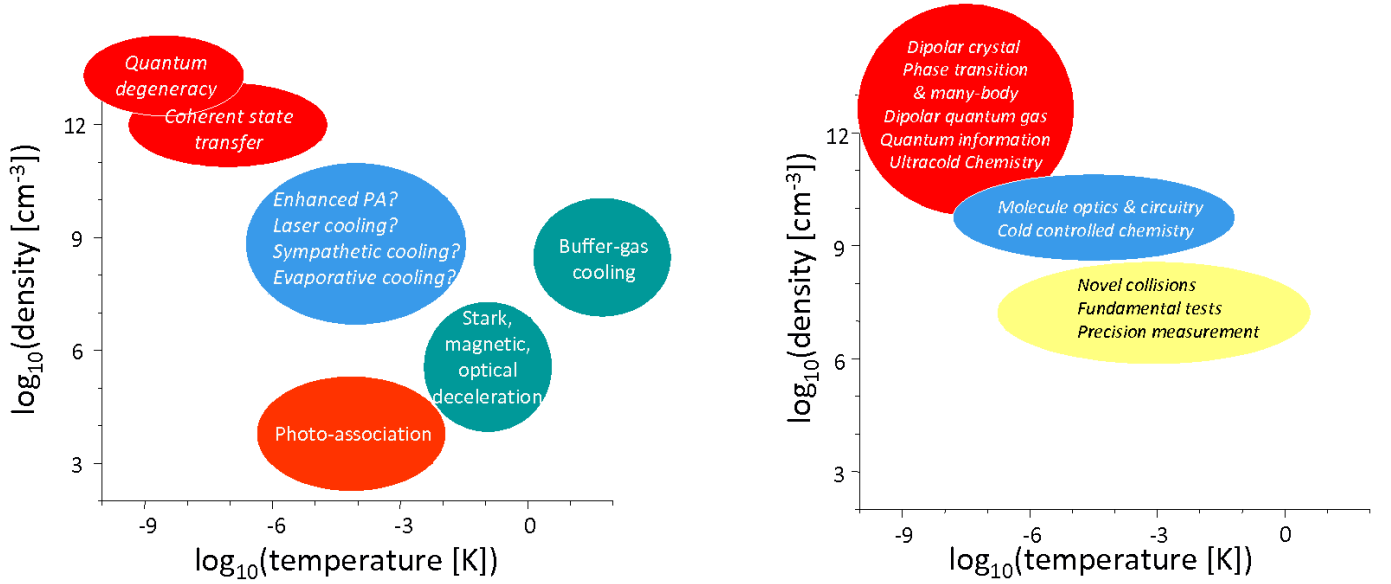 Quantum
degeneracy
Coherent state
transfer
Enhanced PA?
Laser cooling?
Sympathetic cooling?
Evaporative cooling?
Buffer-gas
cooling
Stark,
magnetic,
optical
deceleration
Photo-association
12
9
6
3
log₁₀(density [cm⁻³])
-9
-6
-3
0
log₁₀(temperature [K])
Dipolar crystal
Phase transition
& many-body
Dipolar quantum gas
Quantum information
Ultracold Chemistry
Molecule optics & circuitry
Cold controlled chemistry
Novel collisions
Fundamental tests
Precision measurement
12
9
6
3
log₁₀(density [cm⁻³])
-9
-6
-3
0
log₁₀(temperature [K])